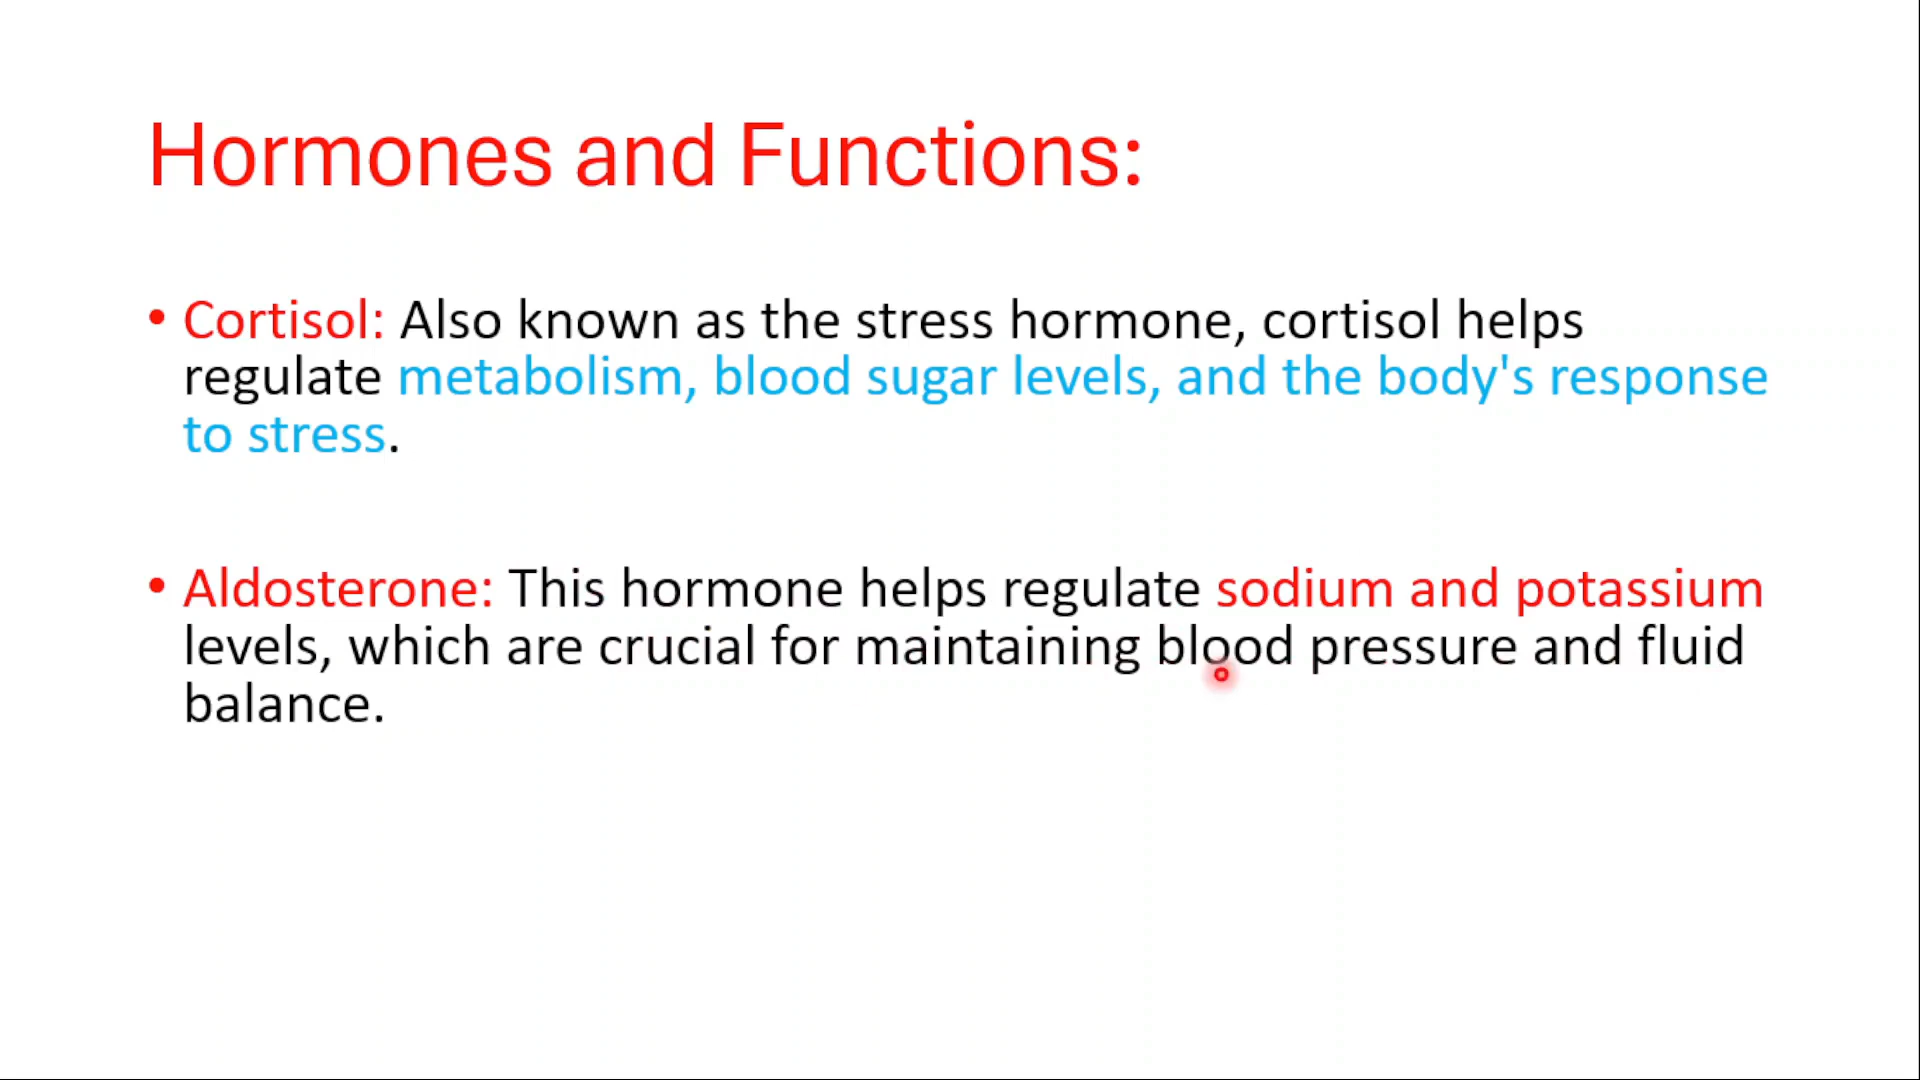 Hormones and Functions:
• Cortisol: Also known as the stress hormone, cortisol helps
regulate metabolism, blood sugar levels, and the body's response
to stress.
• Aldosterone: This hormone helps regulate sodium and potassium
levels, which are crucial for maintaining blood pressure and fluid
balance.